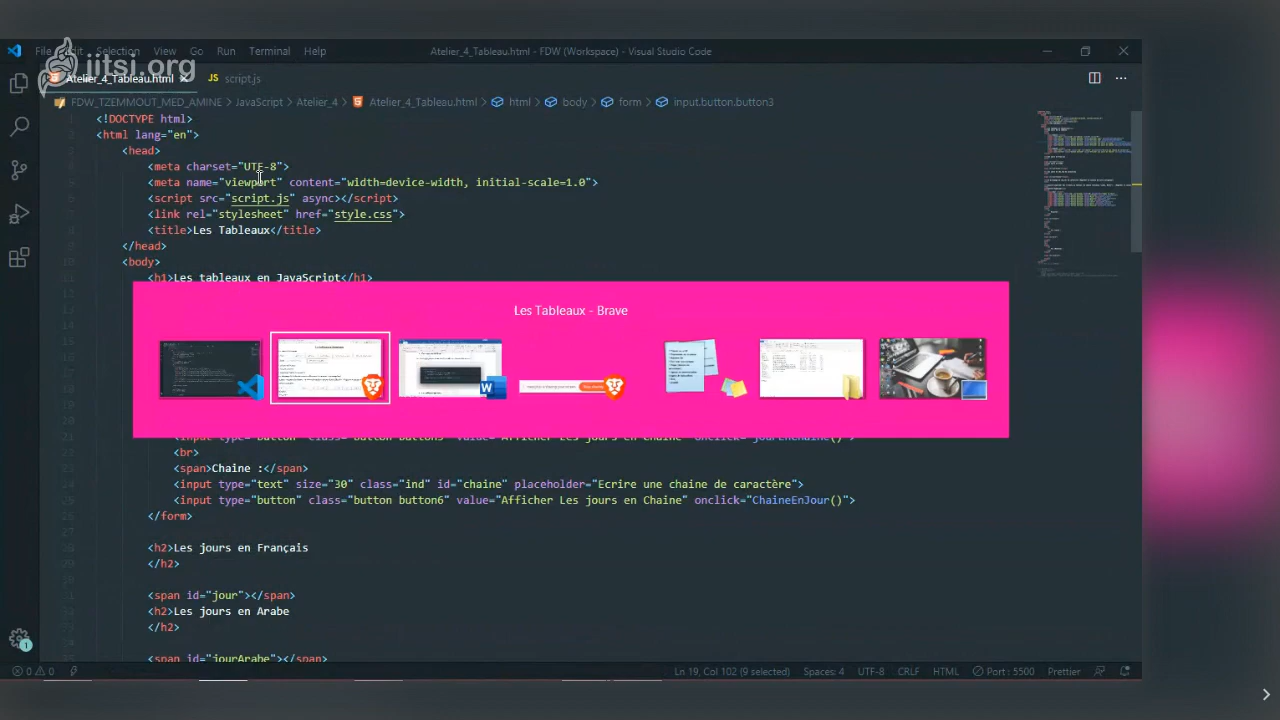 File Edit Selection View Go Run Terminal Help
Atelier_4_Tableau.html - FDW (Workspace) - Visual Studio Code
jitsi.org
Atelier_4_Tableau.html
JS script.js
FDW_TZEMMOUT_MED_AMINE > JavaScript > Atelier_4 > Atelier_4_Tableau.html > html > body > form > input.button.button3
<!DOCTYPE html>
<html lang="en">
<head>
<meta charset="UTF-8">
<meta name="viewport" content="width=device-width, initial-scale=1.0">
<script src="script.js" async></script>
<link rel="stylesheet" href="style.css">
<title>Les Tableaux</title>
</head>
<body>
<h1>Les tableaux en JavaScript</h1>
Les Tableaux - Brave
<br>
<span>Chaine :</span>
<input type="text" size="30" class="ind" id="chaine" placeholder="Ecrire une chaine de caractère">
<input type="button" class="button button6" value="Afficher Les jours en Chaine" onclick="ChaineEnJour()">
</form>
<h2>Les jours en Français
</h2>
<span id="jour"></span>
<h2>Les jours en Arabe
</h2>
<span id="jourArabe"></span>
0 0
Ln 19, Col 102 (9 selected) Spaces: 4 UTF-8 CRLF HTML Port : 5500 Prettier